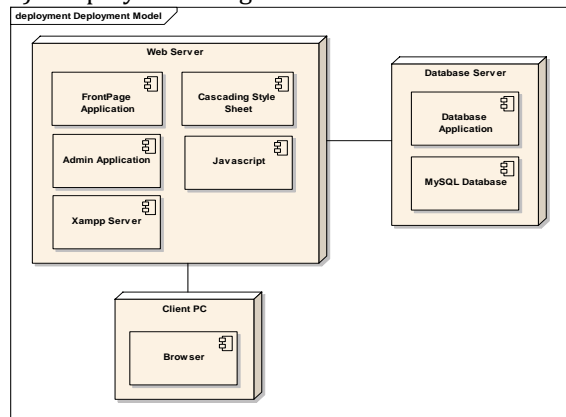 deployment Deployment Model
Web Server
FrontPage
Application
Cascading Style
Sheet
Admin Application
Javascript
Xampp Server
Database Server
Database
Application
MySQL Database
Client PC
Browser